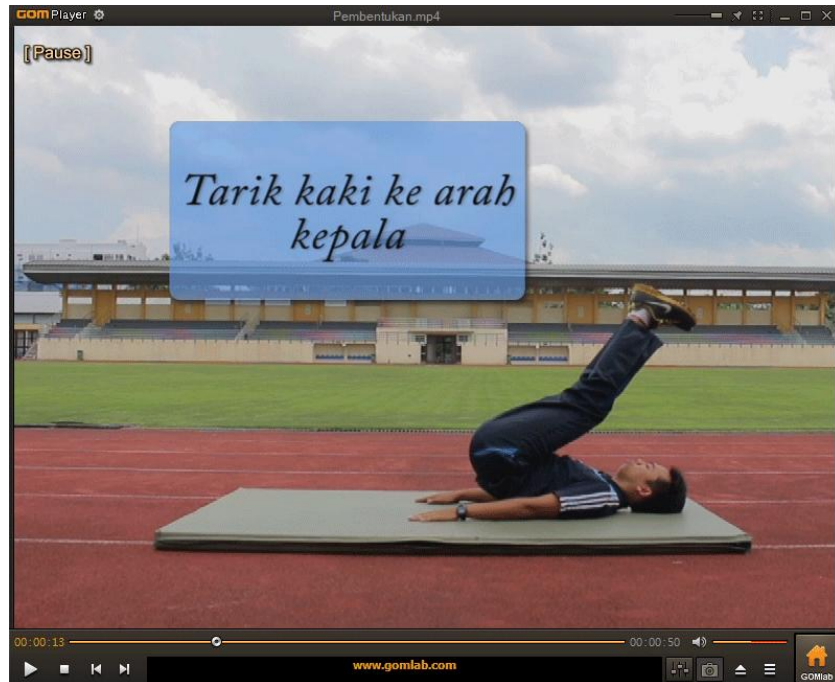 GOM Player
Pembentukan.mp4
[ Pause ]
Tarik kaki ke arah
kepala
00:00:13
00:00:50
www.gomlab.com
GOMlab